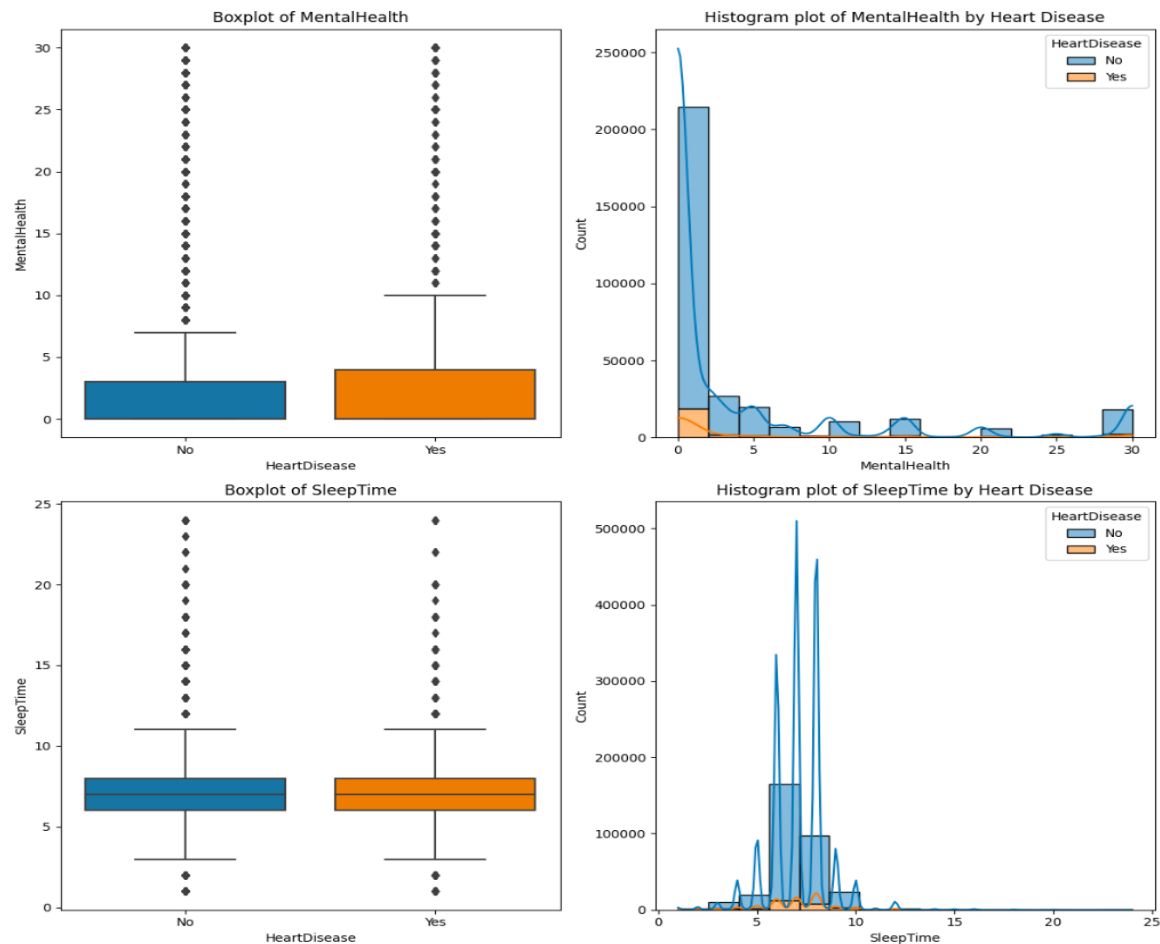 Boxplot of MentalHealth
30
25
20
15
10
5
0
MentalHealth
No
Yes
HeartDisease
Histogram plot of MentalHealth by Heart Disease
HeartDisease
No
Yes
250000
200000
150000
100000
50000
0
Count
0
5
10
15
20
25
30
MentalHealth
Boxplot of SleepTime
25
20
15
10
5
0
SleepTime
No
Yes
HeartDisease
Histogram plot of SleepTime by Heart Disease
HeartDisease
No
Yes
500000
400000
300000
200000
100000
0
Count
0
5
10
15
20
25
SleepTime